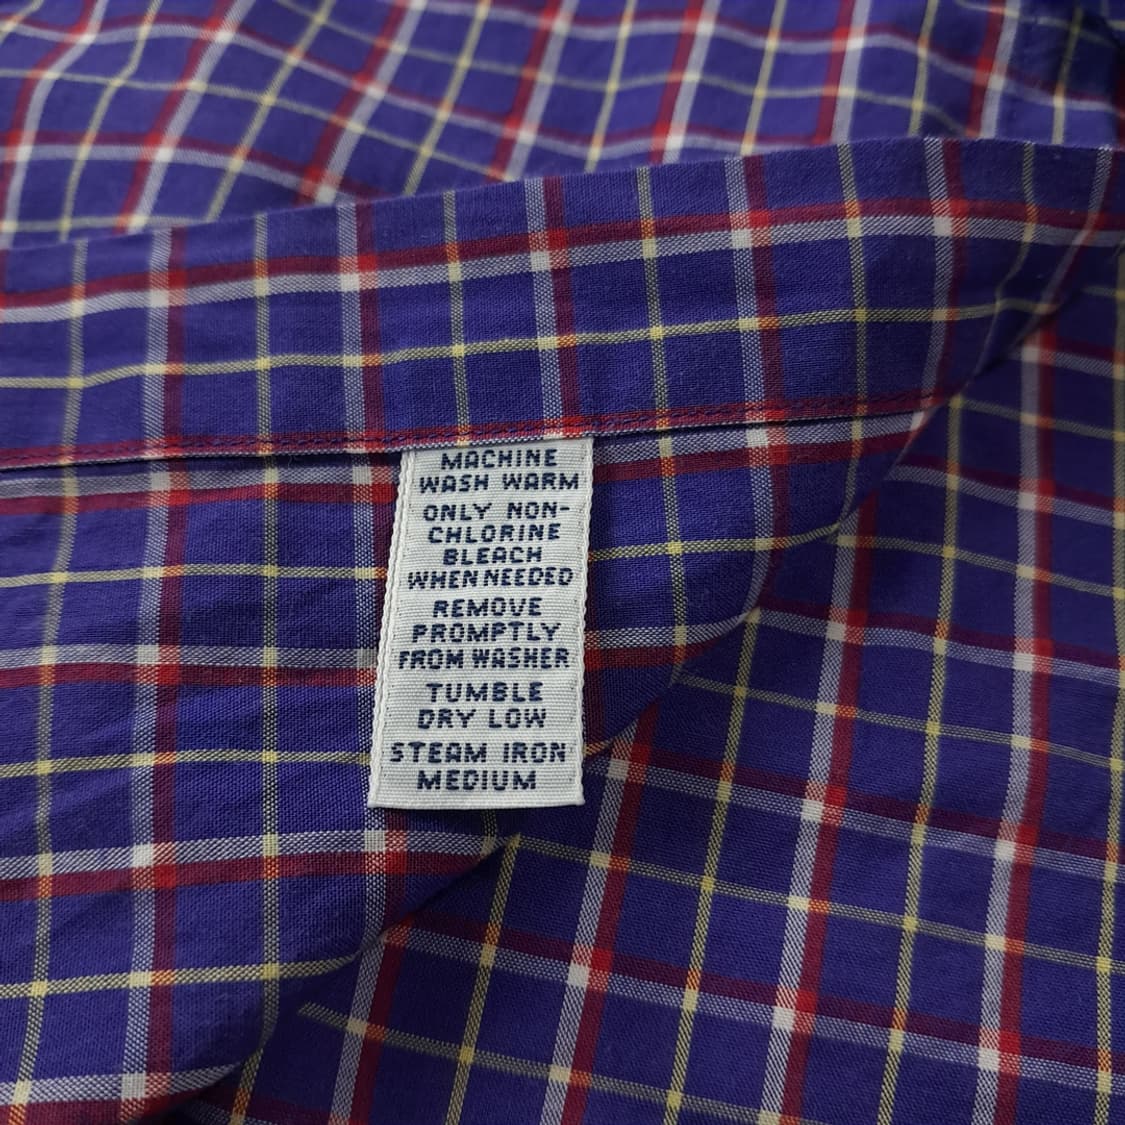 MACHINE
WASH WARM
ONLY NON-
CHLORINE
BLEACH
WHEN NEEDED
REMOVE
PROMPTLY
FROM WASHER
TUMBLE
DRY LOW
STEAM IRON
MEDIUM